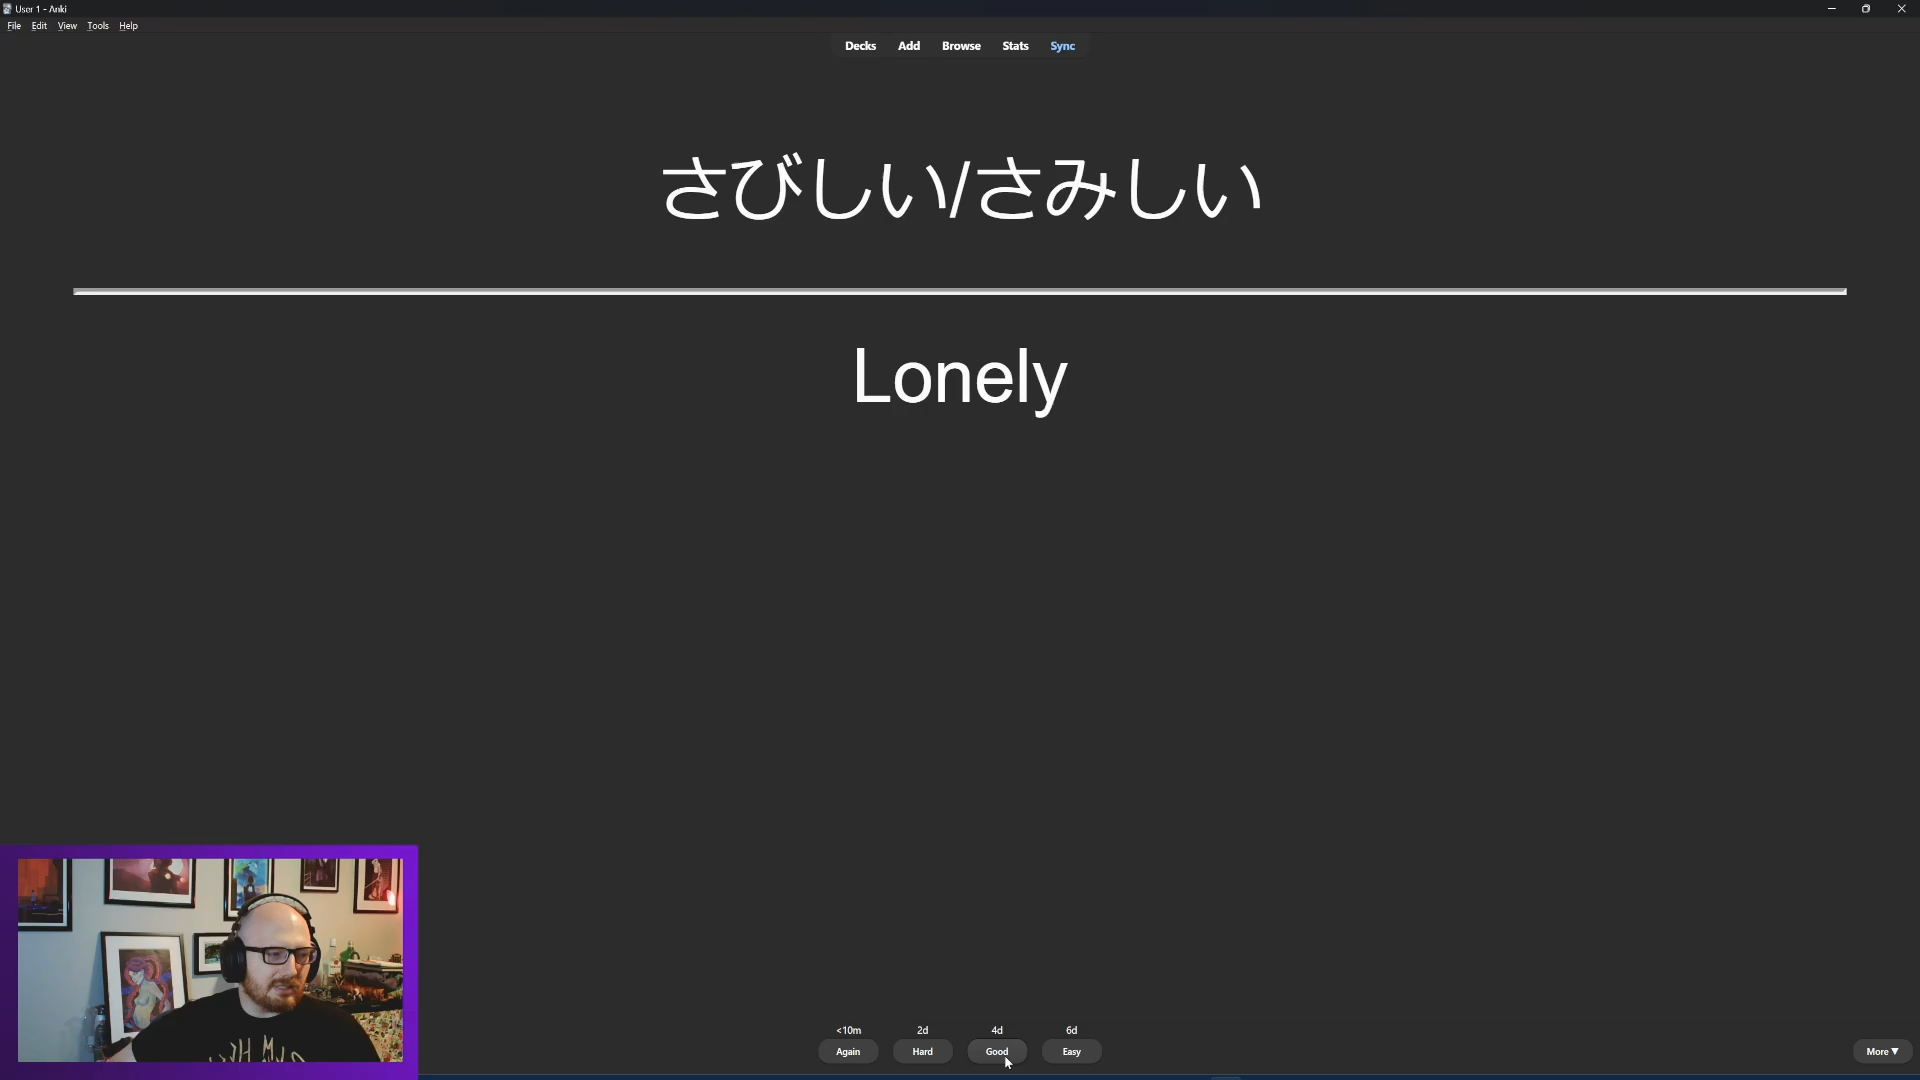 User 1 - Anki
File Edit View Tools Help
Decks Add Browse Stats Sync
さびしい/さみしい
Lonely
<10m 2d 4d 6d
Again Hard Good Easy
More ▼